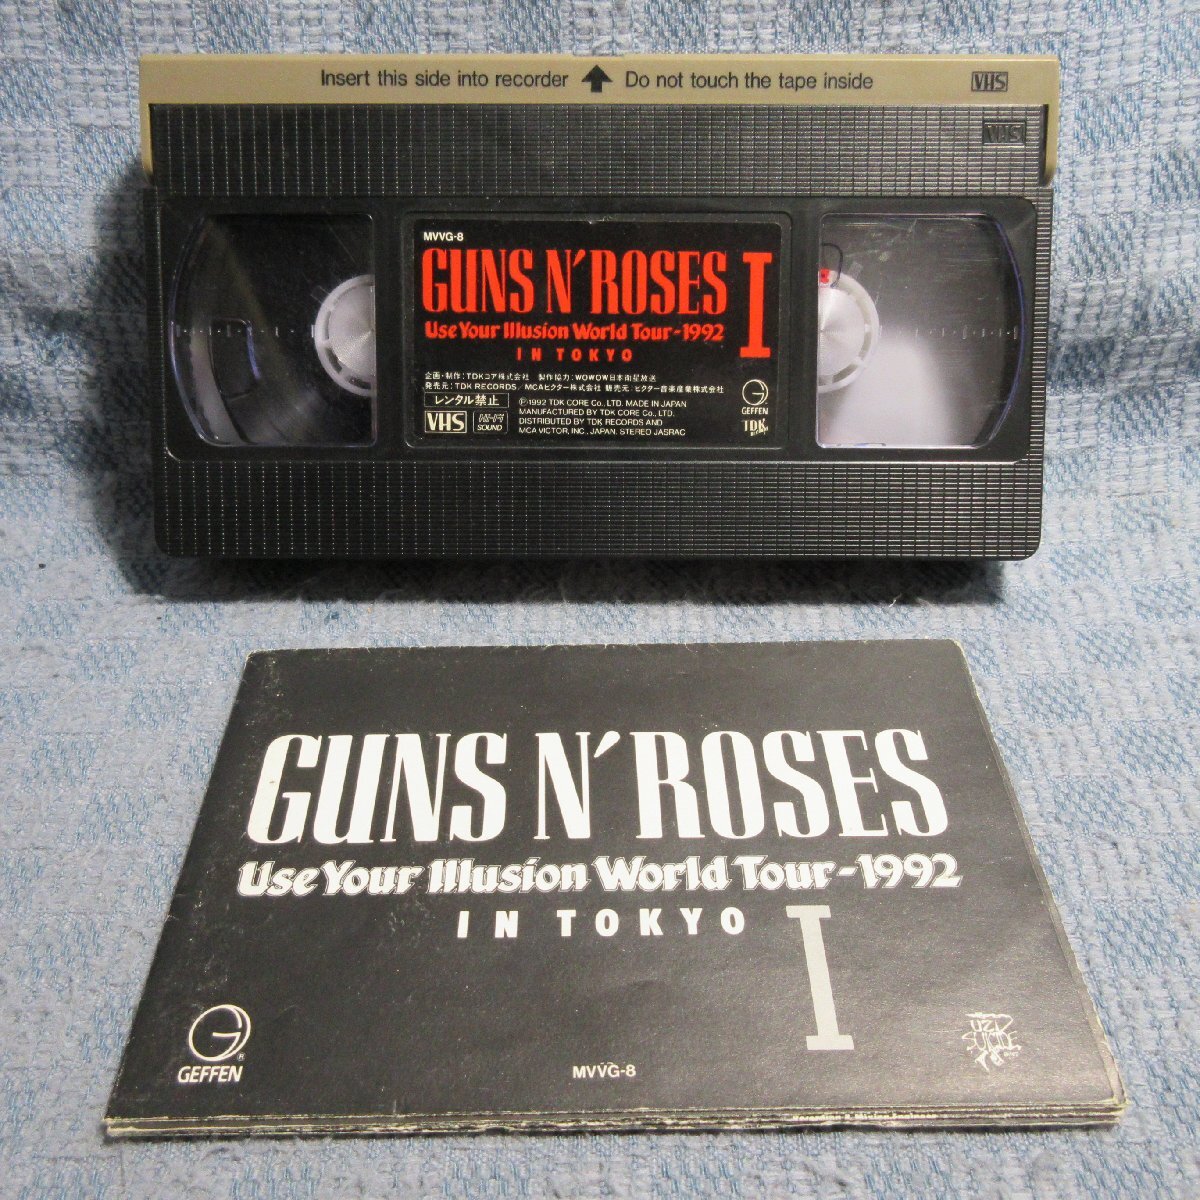 Insert this side into recorder Do not touch the tape inside VHS
VHS
MVVG-8
GUNS N' ROSES I
Use Your Illusion World Tour-1992
IN TOKYO
企画・制作:TDKコア株式会社 製作協力:WOWOW日本衛星放送
発売元:TDK RECORDS/MCAビクター株式会社 販売元:ビクター音楽産業株式会社
レンタル禁止
VHS HI-FI SOUND
Ⓟ1992 TDK CORE Co., LTD. MADE IN JAPAN
MANUFACTURED BY TDK CORE Co., LTD.
DISTRIBUTED BY TDK RECORDS AND
MCA VICTOR, INC., JAPAN. STEREO JASRAC
GEFFEN
TDK
GUNS N' ROSES
Use Your Illusion World Tour-1992
IN TOKYO
I
GEFFEN
®
MVVG-8
UZI
SUICIDE